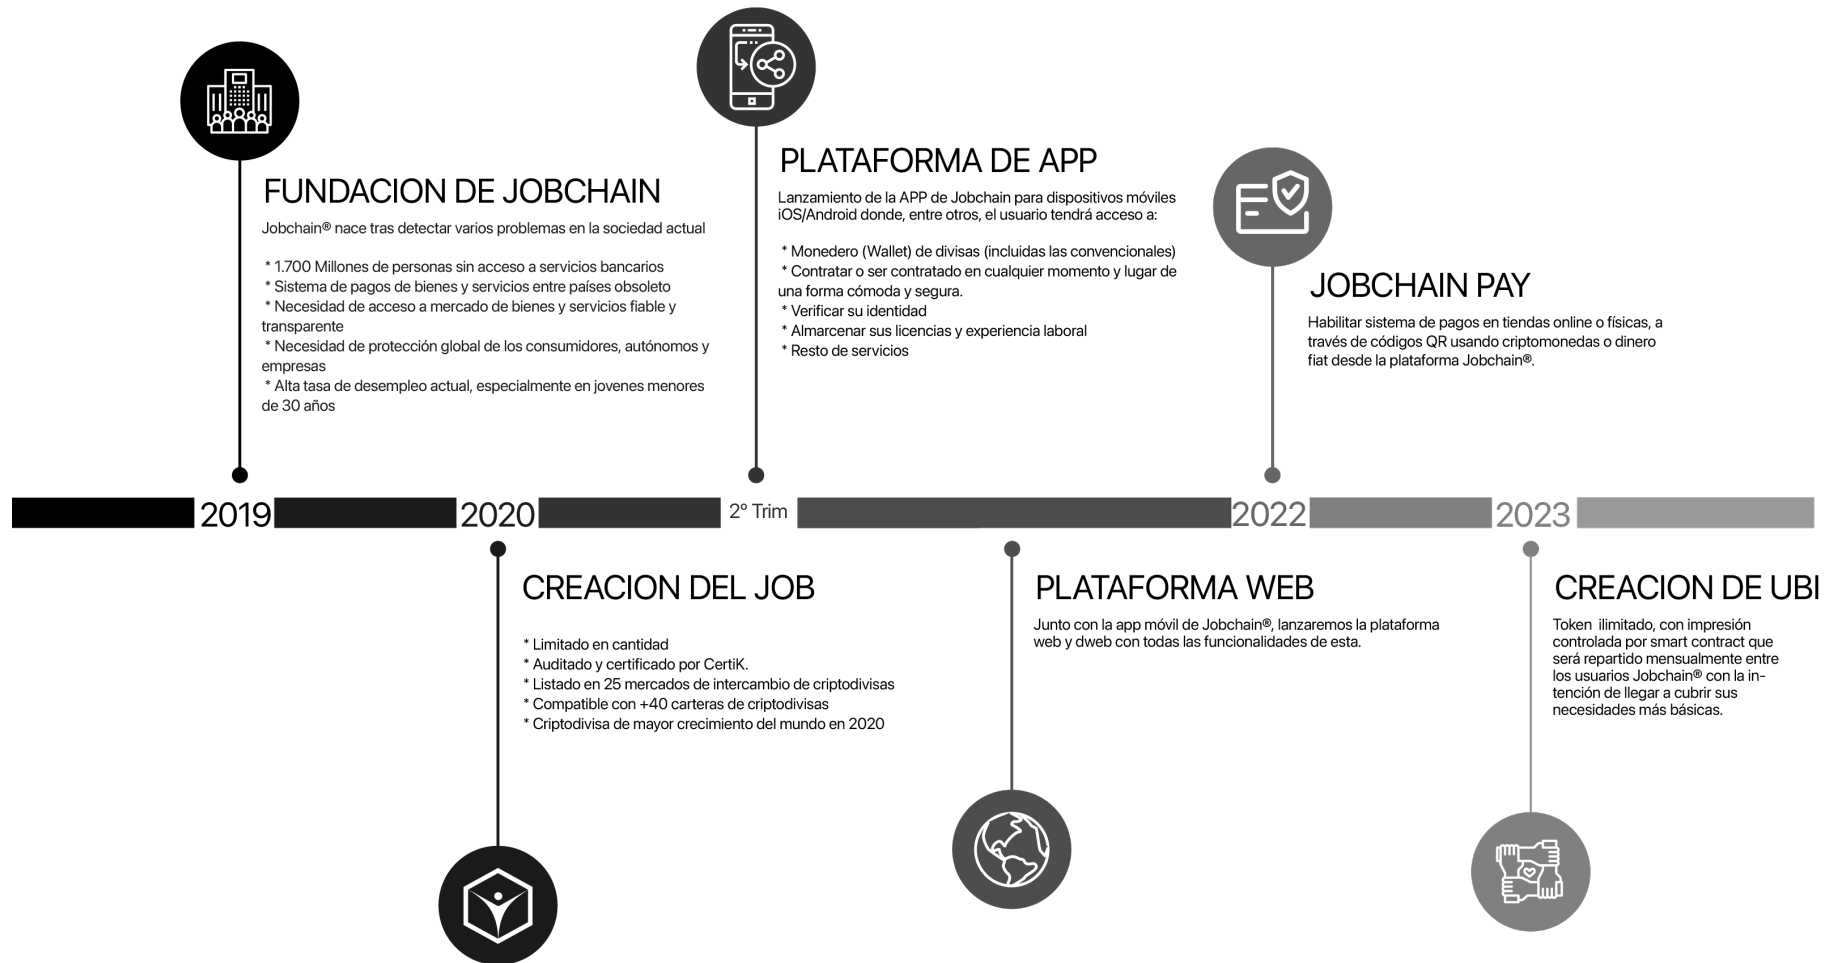 FUNDACION DE JOBCHAIN
Jobchain® nace tras detectar varios problemas en la sociedad actual
* 1.700 Millones de personas sin acceso a servicios bancarios
* Sistema de pagos de bienes y servicios entre países obsoleto
* Necesidad de acceso a mercado de bienes y servicios fiable y
transparente
* Necesidad de protección global de los consumidores, autónomos y
empresas
* Alta tasa de desempleo actual, especialmente en jovenes menores
de 30 años
PLATAFORMA DE APP
Lanzamiento de la APP de Jobchain para dispositivos móviles
iOS/Android donde, entre otros, el usuario tendrá acceso a:
* Monedero (Wallet) de divisas (incluidas las convencionales)
* Contratar o ser contratado en cualquier momento y lugar de
una forma cómoda y segura.
* Verificar su identidad
* Almarcenar sus licencias y experiencia laboral
* Resto de servicios
JOBCHAIN PAY
Habilitar sistema de pagos en tiendas online o físicas, a
través de códigos QR usando criptomonedas o dinero
fiat desde la plataforma Jobchain®.
2019
2020
2º Trim
2022
2023
CREACION DEL JOB
* Limitado en cantidad
* Auditado y certificado por CertiK.
* Listado en 25 mercados de intercambio de criptodivisas
* Compatible con +40 carteras de criptodivisas
* Criptodivisa de mayor crecimiento del mundo en 2020
PLATAFORMA WEB
Junto con la app móvil de Jobchain®, lanzaremos la plataforma
web y dweb con todas las funcionalidades de esta.
CREACION DE UBI
Token ilimitado, con impresión
controlada por smart contract que
será repartido mensualmente entre
los usuarios Jobchain® con la in-
tención de llegar a cubrir sus
necesidades más básicas.